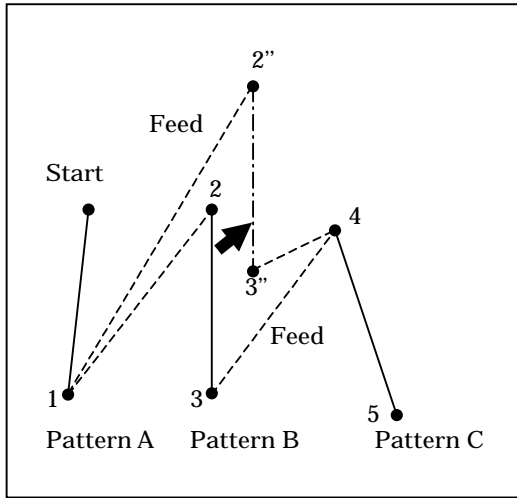 2”
Feed
Start
2
4
3”
Feed
1
3
5
Pattern A
Pattern B
Pattern C